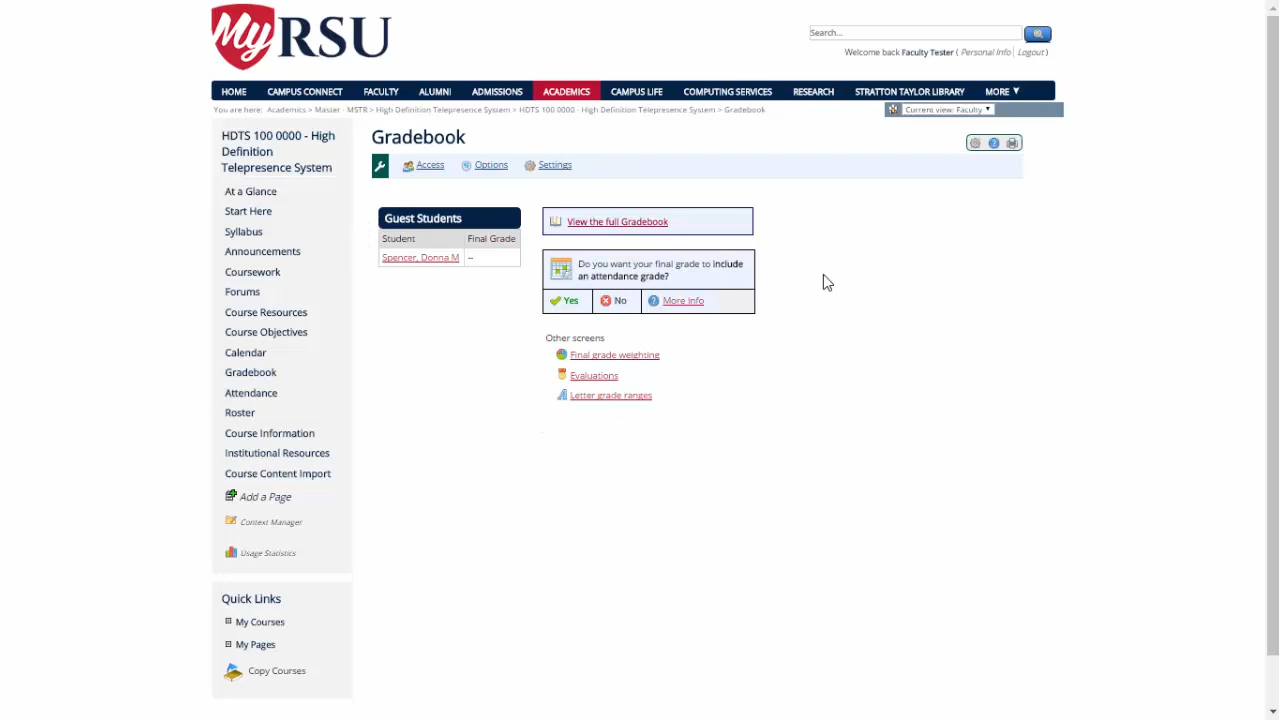 My RSU
Search...
Welcome back Faculty Tester ( Personal Info | Logout )
HOME CAMPUS CONNECT FACULTY ALUMNI ADMISSIONS ACADEMICS CAMPUS LIFE COMPUTING SERVICES RESEARCH STRATTON TAYLOR LIBRARY MORE ▼
You are here: Academics > Master - MSTR > High Definition Telepresence System > HDTS 100 0000 - High Definition Telepresence System > Gradebook
Current view: Faculty ▼
HDTS 100 0000 - High
Definition
Telepresence System
At a Glance
Start Here
Syllabus
Announcements
Coursework
Forums
Course Resources
Course Objectives
Calendar
Gradebook
Attendance
Roster
Course Information
Institutional Resources
Course Content Import
Add a Page
Context Manager
Usage Statistics
Quick Links
My Courses
My Pages
Copy Courses
Gradebook
Access Options Settings
Guest Students
Student Final Grade
Spencer, Donna M --
View the full Gradebook
Do you want your final grade to include
an attendance grade?
Yes No More info
Other screens
Final grade weighting
Evaluations
Letter grade ranges